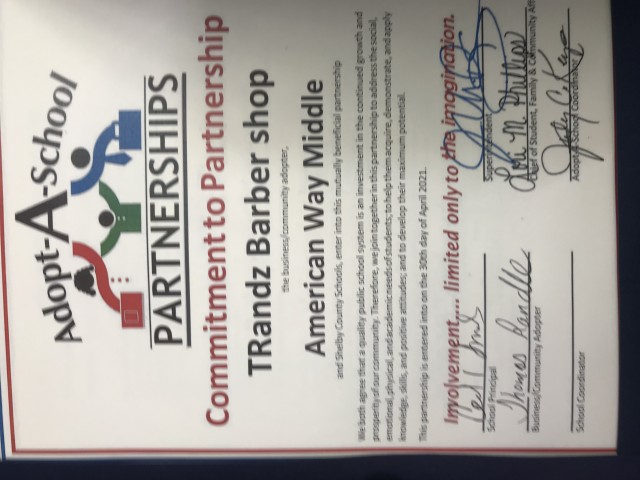 Adopt-A-School
PARTNERSHIPS
Commitment to Partnership
TRandz Barber shop
the business/community adopter,
American Way Middle
and Shelby County Schools, enter into this mutually beneficial partnership
We both agree that a quality public school system is an investment in the continued growth and
prosperity of our community. Therefore, we join together in this partnership to address the social,
emotional, physical, and academic needs of students; to help them acquire, demonstrate, and apply
knowledge, skills, and positive attitudes; and to develop their maximum potential.
This partnership is entered into on the 30th day of April 2021.
Involvement.... limited only to the imagination.
School Principal
Superintendent
Thomas Randle
Business/Community Adopter
Lori M. Phillips
of Student, Family & Community Aff
School Coordinator
Adopt-A-School Coordinator